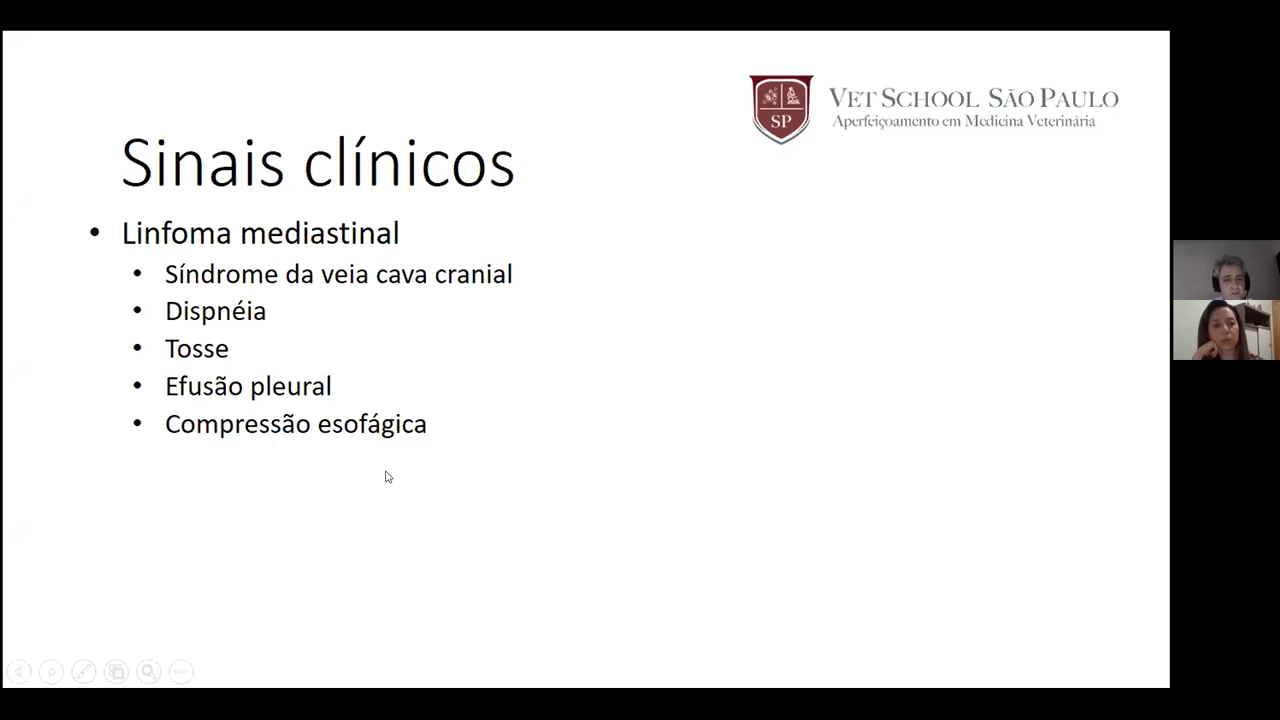 VET SCHOOL SÃO PAULO
Aperfeiçoamento em Medicina Veterinária
SP
Sinais clínicos
• Linfoma mediastinal
• Síndrome da veia cava cranial
• Dispnéia
• Tosse
• Efusão pleural
• Compressão esofágica